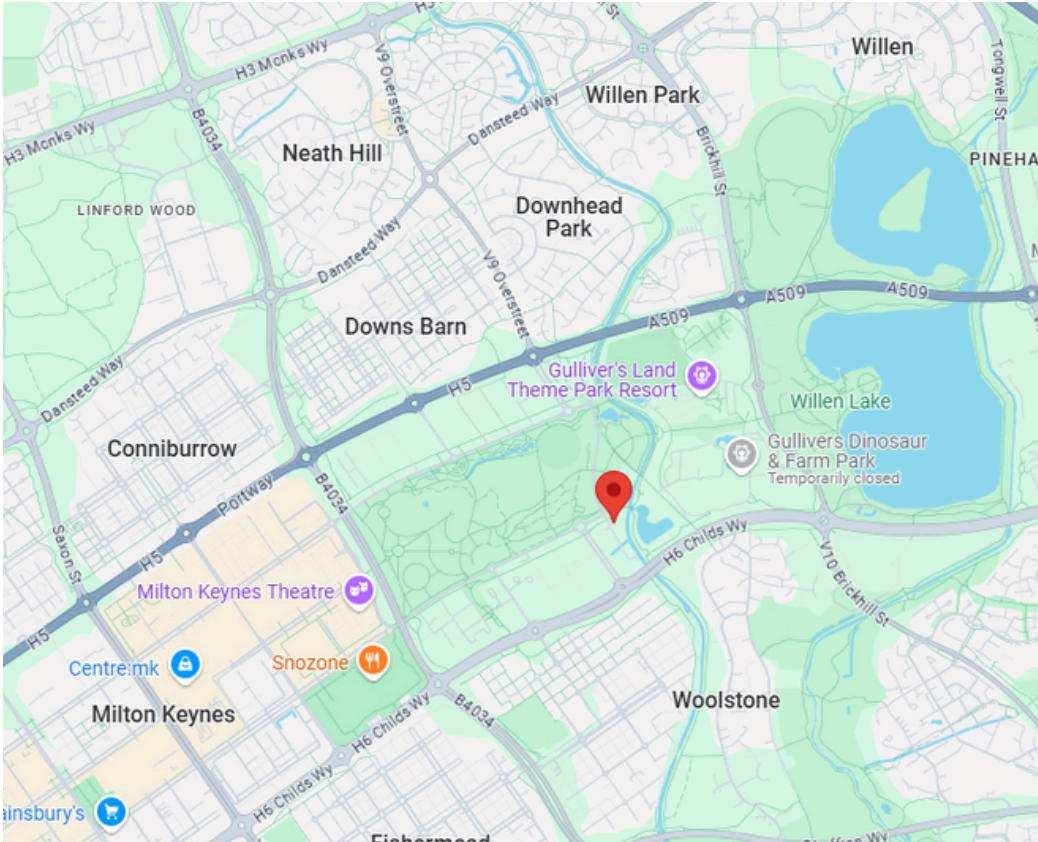 H3 Monks Wy
V9 Overstreet
Willen
Tongwell St
Willen Park
Dansteed Way
B4034
H3 Monks Wy
Neath Hill
Brickhill St
PINEHA
LINFORD WOOD
Downhead
Park
Dansteed Way
V9 Overstreet
A509
A509
A509
Downs Barn
Gulliver's Land
Theme Park Resort
H5
Dansteed Way
Willen Lake
Conniburrow
Gullivers Dinosaur
& Farm Park
Temporarily closed
B4034
Portway
H6 Childs Wy
Saxon St
H5
V10 Brickhill St
Milton Keynes Theatre
H5
Snozone
Centre:mk
Woolstone
B4034
H6 Childs Wy
Milton Keynes
H6 Childs Wy
ainsbury's
Fishermead